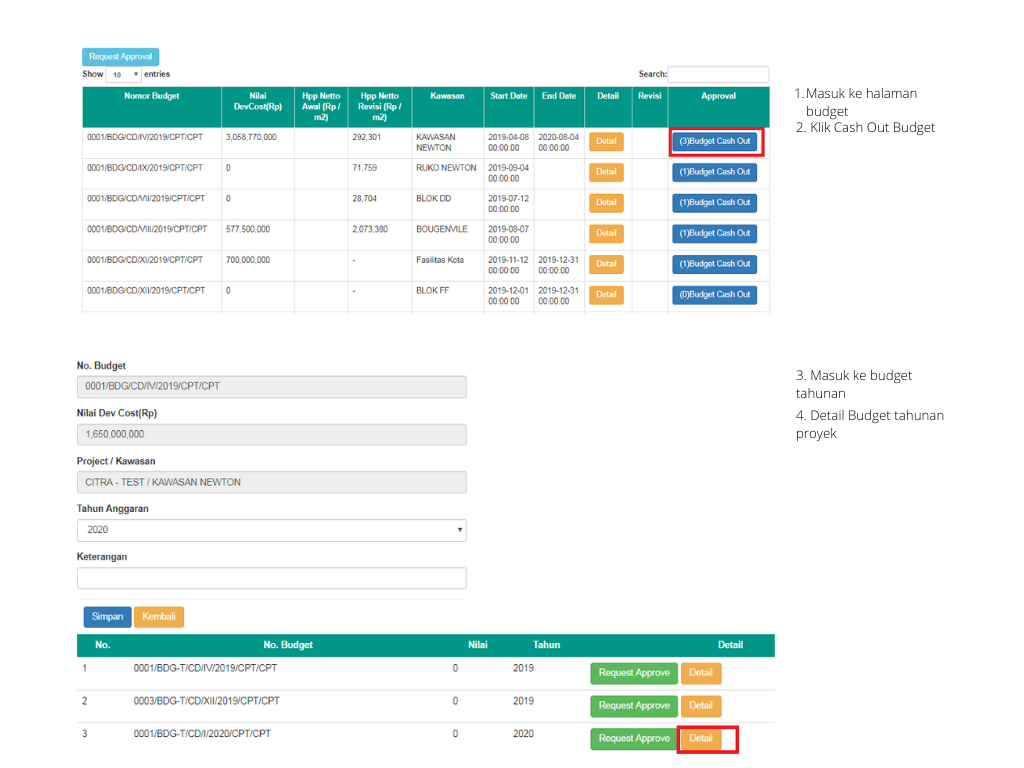 Request Approval
Show 10 entries
Search:
Nomor Budget Nilai DevCost(Rp) Hpp Netto Awal (Rp / m2) Hpp Netto Revisi (Rp / m2) Kawasan Start Date End Date Detail Revisi Approval
0001/BDG/CD/IV/2019/CPT/CPT 3,058,770,000 292,301 KAWASAN NEWTON 2019-04-08 00:00:00 2020-08-04 00:00:00 Detail (3)Budget Cash Out
0001/BDG/CD/IX/2019/CPT/CPT 0 71,759 RUKO NEWTON 2019-09-04 00:00:00 Detail (1)Budget Cash Out
0001/BDG/CD/VII/2019/CPT/CPT 0 28,704 BLOK DD 2019-07-12 00:00:00 Detail (1)Budget Cash Out
0001/BDG/CD/VIII/2019/CPT/CPT 577,500,000 2,073,380 BOUGENVILE 2019-08-07 00:00:00 Detail (1)Budget Cash Out
0001/BDG/CD/XI/2019/CPT/CPT 700,000,000 - Fasilitas Kota 2019-11-12 00:00:00 2019-12-31 00:00:00 Detail (1)Budget Cash Out
0001/BDG/CD/XII/2019/CPT/CPT 0 - BLOK FF 2019-12-01 00:00:00 2019-12-31 00:00:00 Detail (0)Budget Cash Out
1.Masuk ke halaman
budget
2. Klik Cash Out Budget
No. Budget
0001/BDG/CD/IV/2019/CPT/CPT
Nilai Dev Cost(Rp)
1,650,000,000
Project / Kawasan
CITRA - TEST / KAWASAN NEWTON
Tahun Anggaran
2020
Keterangan
Simpan Kembali
No. No. Budget Nilai Tahun Detail
1 0001/BDG-T/CD/IV/2019/CPT/CPT 0 2019 Request Approve Detail
2 0003/BDG-T/CD/XII/2019/CPT/CPT 0 2019 Request Approve Detail
3 0001/BDG-T/CD/I/2020/CPT/CPT 0 2020 Request Approve Detail
3. Masuk ke budget
tahunan
4. Detail Budget tahunan
proyek